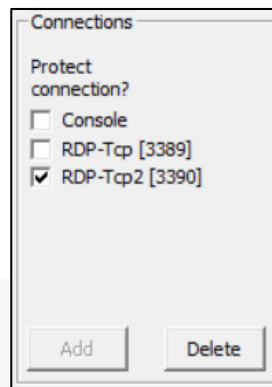 Connections
Protect
connection?
Console
RDP-Tcp [3389]
RDP-Tcp2 [3390]
Add Delete